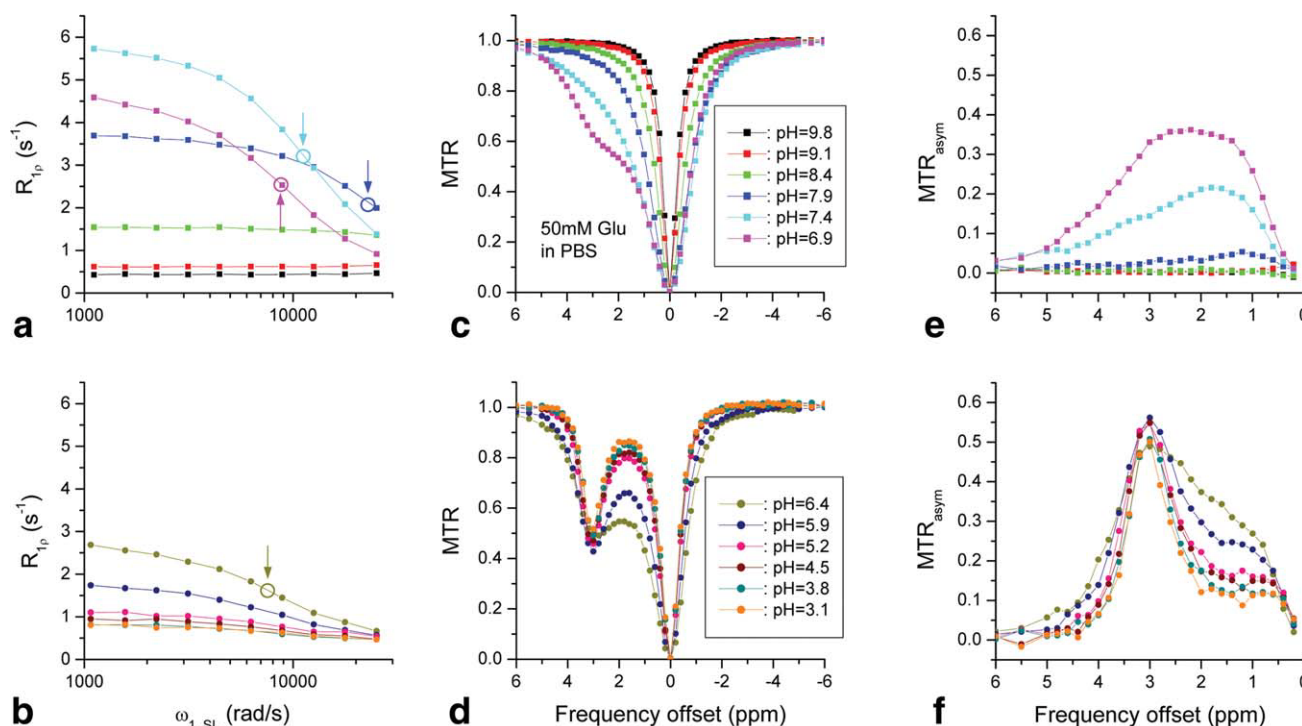 6
5
4
3
2
1
0
R1ρ (s-1)
1000
10000
a
1.0
0.8
0.6
0.4
0.2
0.0
MTR
50mM Glu
in PBS
: pH=9.8
: pH=9.1
: pH=8.4
: pH=7.9
: pH=7.4
: pH=6.9
6
4
2
0
-2
-4
-6
c
0.6
0.5
0.4
0.3
0.2
0.1
0.0
MTRasym
6
5
4
3
2
1
0
e
6
5
4
3
2
1
0
R1ρ (s-1)
1000
10000
b
ω1 SL (rad/s)
1.0
0.8
0.6
0.4
0.2
0.0
MTR
: pH=6.4
: pH=5.9
: pH=5.2
: pH=4.5
: pH=3.8
: pH=3.1
6
4
2
0
-2
-4
-6
d
Frequency offset (ppm)
0.6
0.5
0.4
0.3
0.2
0.1
0.0
MTRasym
6
5
4
3
2
1
0
f
Frequency offset (ppm)